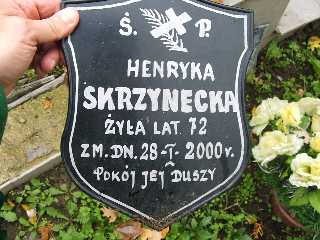 Ś. P.
HENRYKA
SKRZYNECKA
ŻYŁA LAT 72
ZM. DN. 28-I-2000 r.
POKÓJ JEJ DUSZY